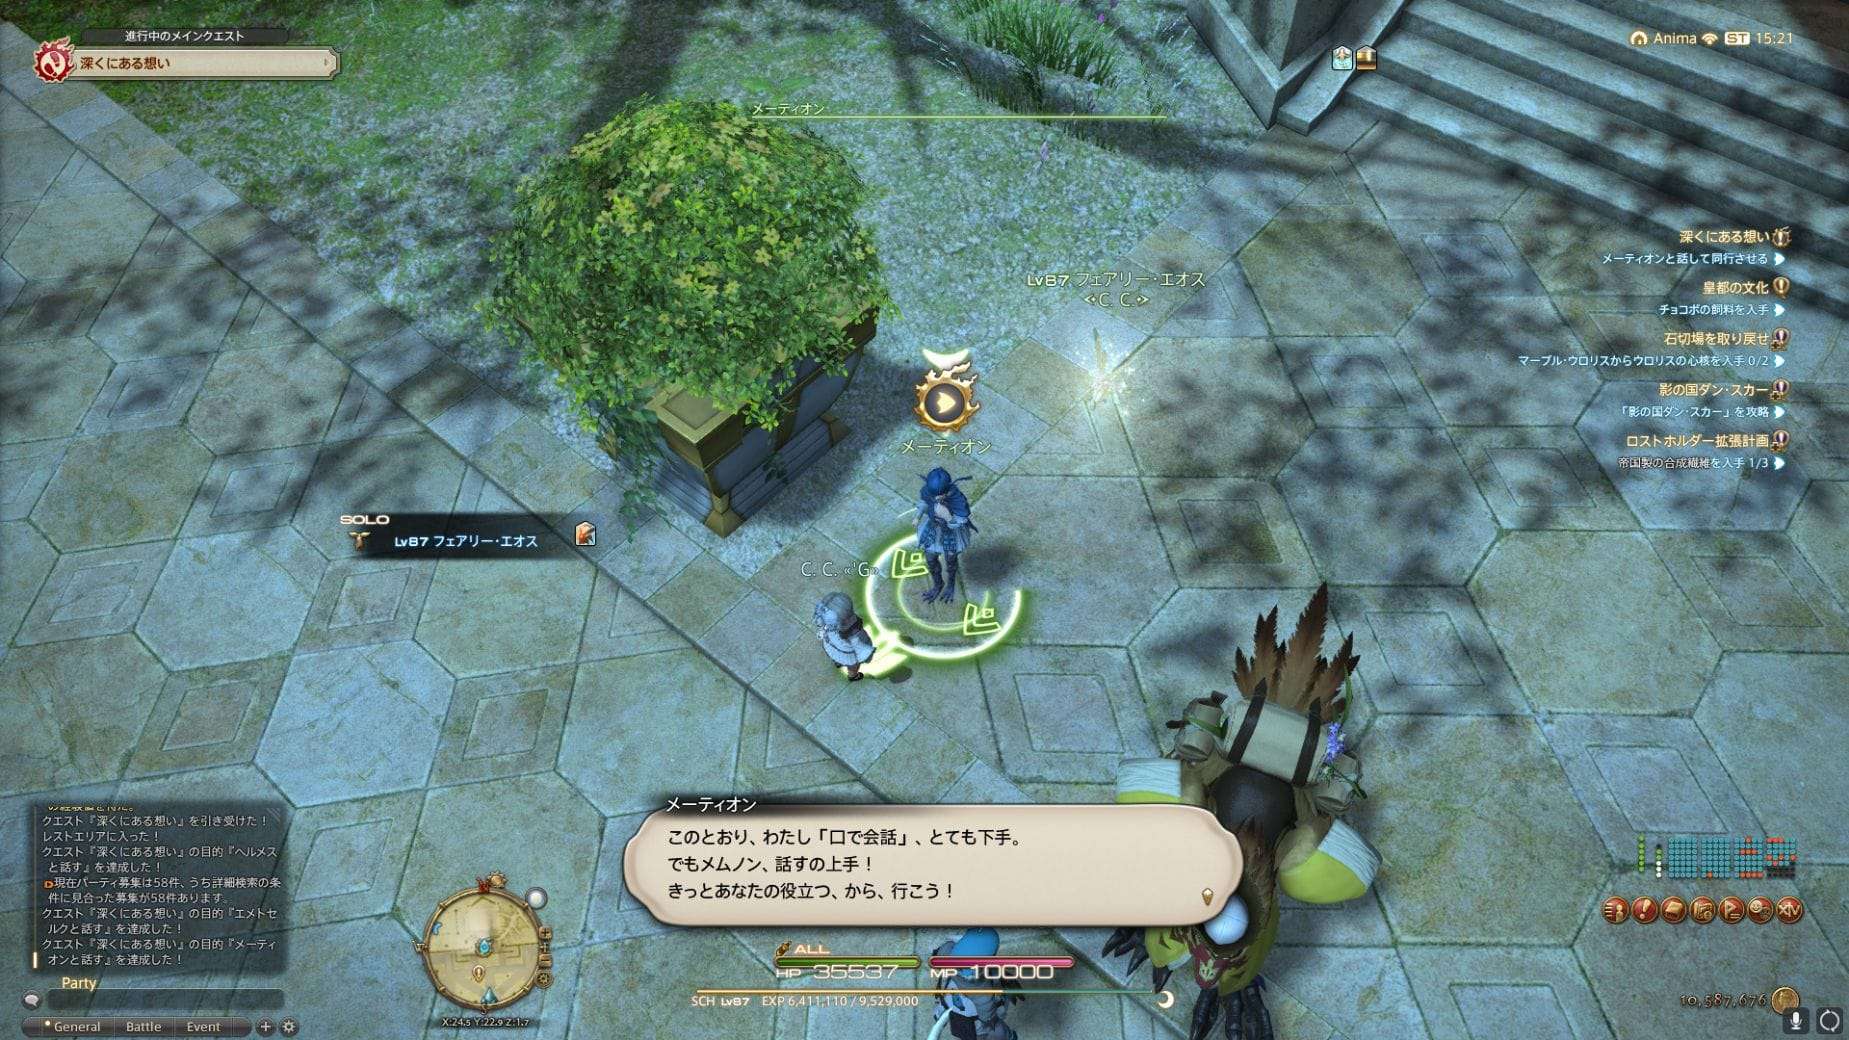 進行中のメインクエスト
深くにある想い
Anima ST 15:21
メーティオン
深くにある想い
メーティオンと話して同行させる
皇都の文化
チョコボの飼料を入手
石切場を取り戻せ
マーブル・ウロリスからウロリスの心核を入手 0/2
影の国ダン・スカー
「影の国ダン・スカー」を攻略
ロストホルダー拡張計画
帝国製の合成繊維を入手 1/3
Lv87 フェアリー・エオス
«C. C.»
メーティオン
SOLO
Lv87 フェアリー・エオス
C. C. «'G»
メーティオン
このとおり、わたし「口で会話」、とても下手。
でもメムノン、話すの上手！
きっとあなたの役立つ、から、行こう！
の経験値を得た。
クエスト『深くにある想い』を引き受けた！
レストエリアに入った！
クエスト『深くにある想い』の目的『ヘルメス
と話す』を達成した！
現在パーティ募集は58件、うち詳細検索の条
件に見合った募集が58件あります。
クエスト『深くにある想い』の目的『エメトセ
ルクと話す』を達成した！
クエスト『深くにある想い』の目的『メーティ
オンと話す』を達成した！
Party
General Battle Event
X:24.5 Y:22.9 Z:1.7
ALL
HP 35537 MP 10000
SCH Lv87 EXP 6,411,110 / 9,529,000
10,587,676
XIV